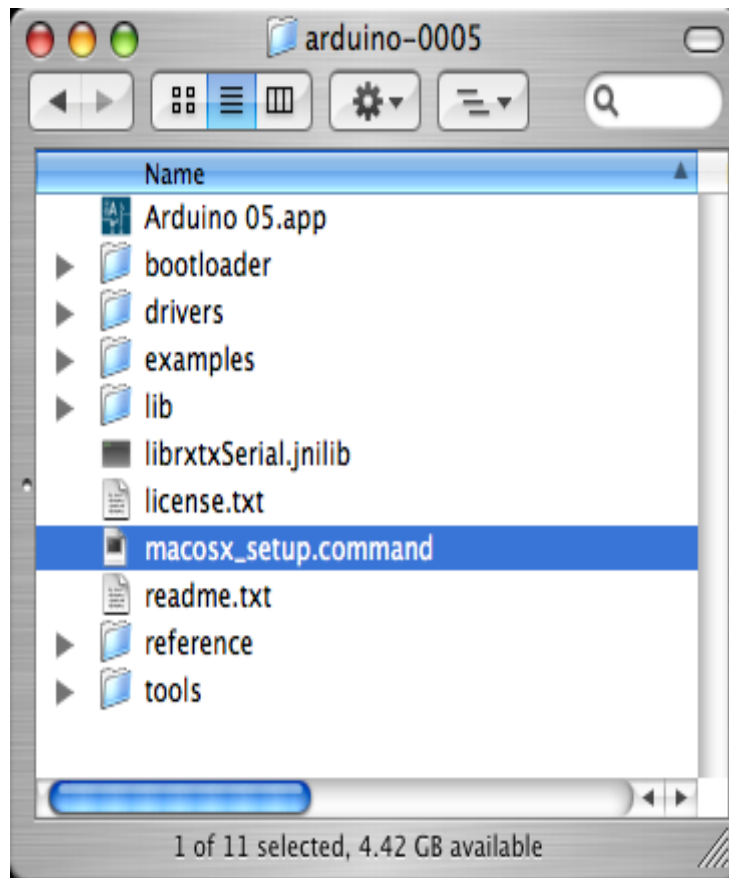 arduino-0005
Name
Arduino 05.app
bootloader
drivers
examples
lib
librxtxSerial.jnilib
license.txt
macosx_setup.command
readme.txt
reference
tools
1 of 11 selected, 4.42 GB available